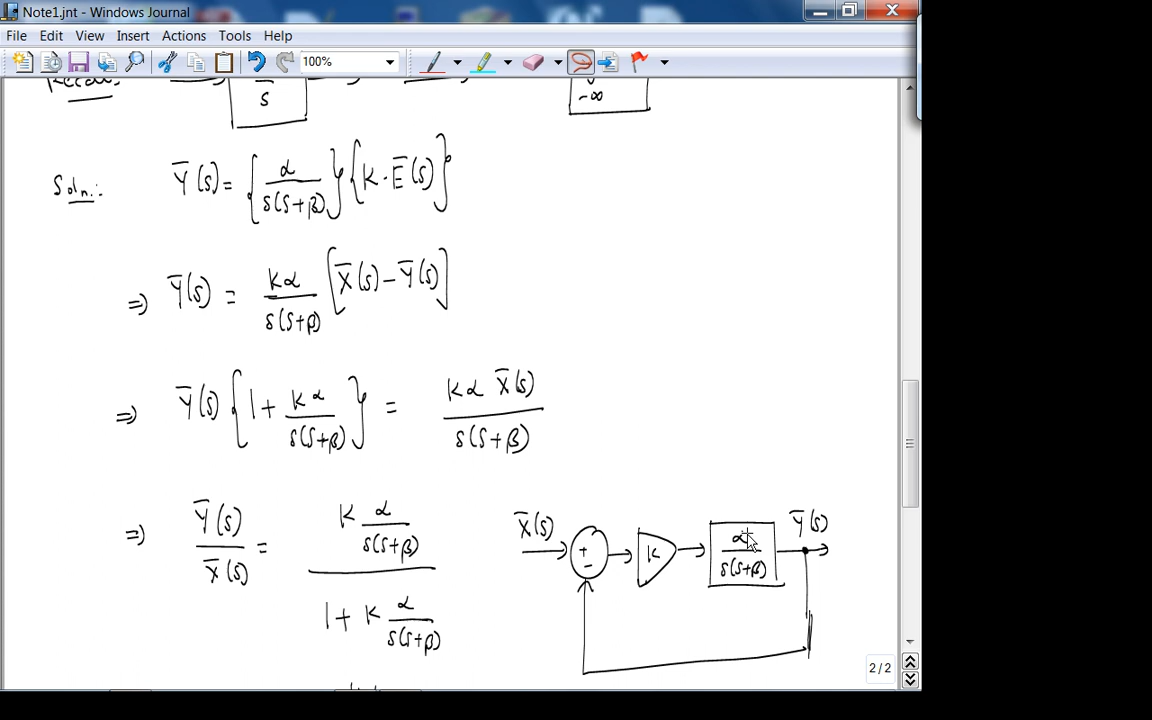 Note1.jnt - Windows Journal
File Edit View Insert Actions Tools Help
100%
Recall:
s
-∞
Soln.: Ȳ(s) = {α / s(s+β)} {K · Ē(s)}
⇒ Ȳ(s) = Kα / s(s+β) [X̄(s) − Ȳ(s)]
⇒ Ȳ(s) {1 + Kα / s(s+β)} = Kα X̄(s) / s(s+β)
⇒ Ȳ(s) / X̄(s) = K α / s(s+β) / 1 + K α / s(s+β)
X̄(s) + − K α / s(s+β) Ȳ(s)
2 / 2